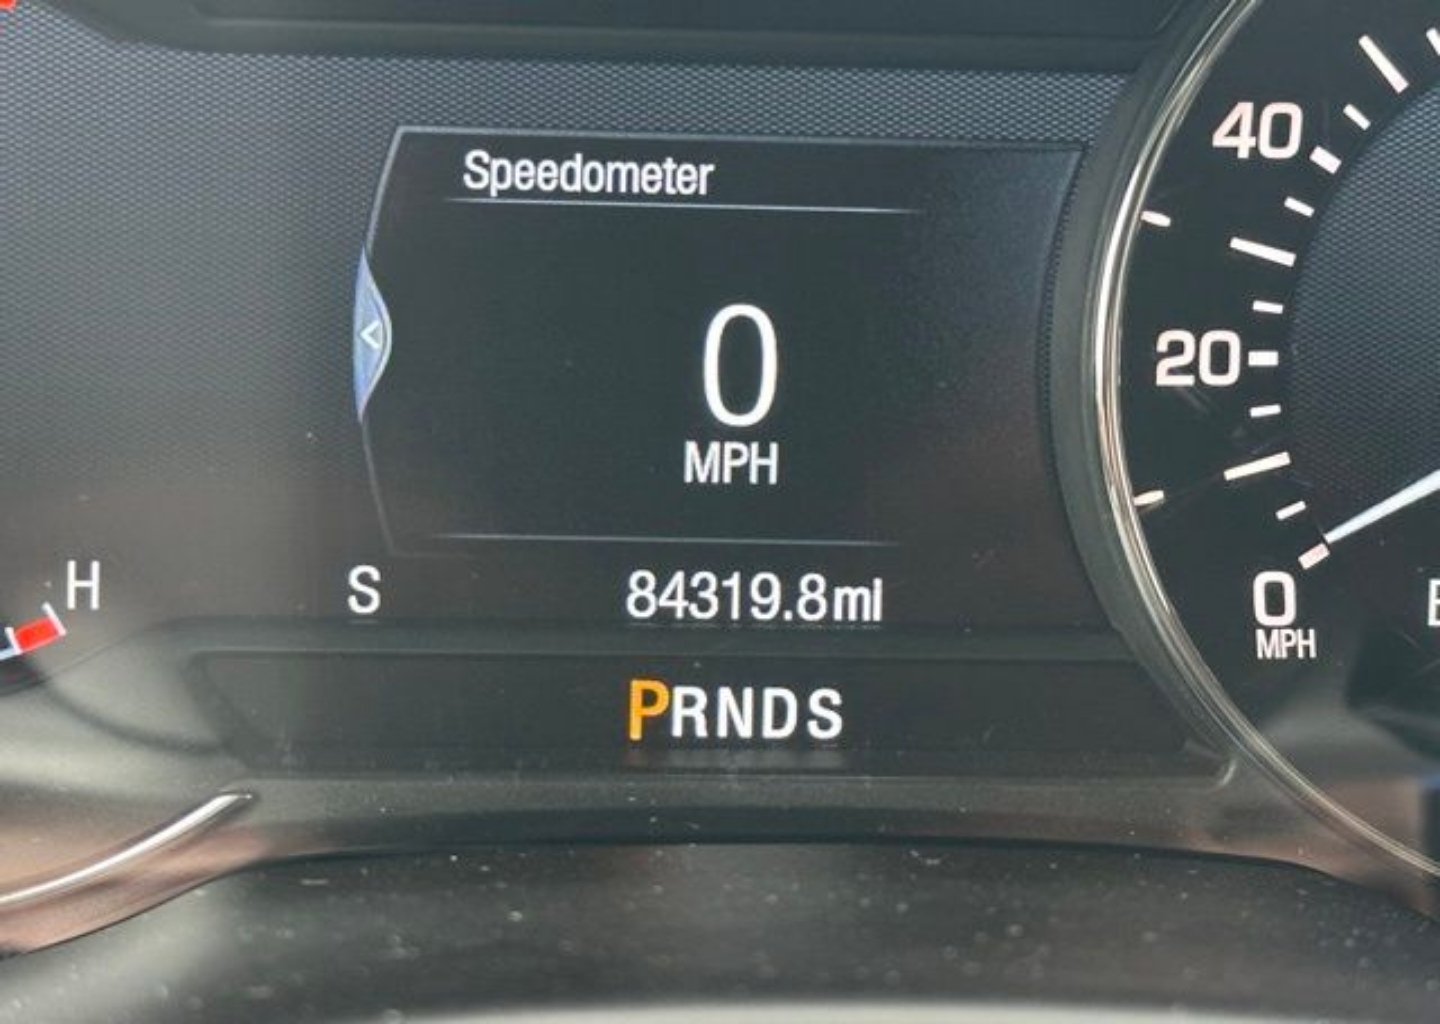 Speedometer
40
<
0
20
MPH
H
S
84319.8mi
0
MPH
PRNDS